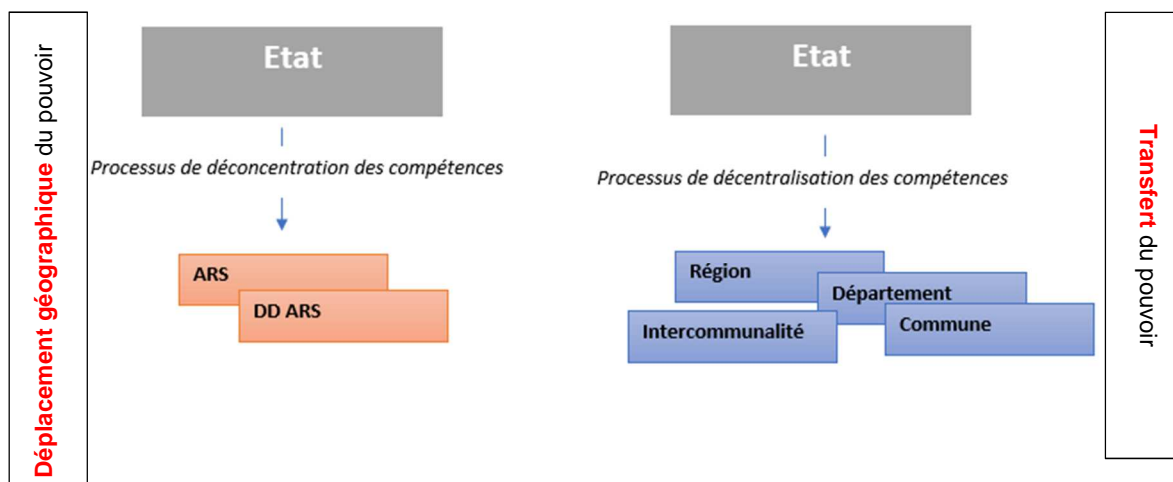 Déplacement géographique du pouvoir
Etat
Processus de déconcentration des compétences
ARS
DD ARS
Etat
Processus de décentralisation des compétences
Région
Département
Intercommunalité
Commune
Transfert du pouvoir